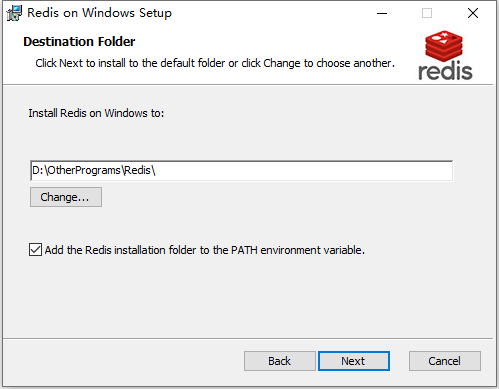 Redis on Windows Setup
Destination Folder
Click Next to install to the default folder or click Change to choose another.
redis
Install Redis on Windows to:
D:\OtherPrograms\Redis\
Change...
Add the Redis installation folder to the PATH environment variable.
Back
Next
Cancel